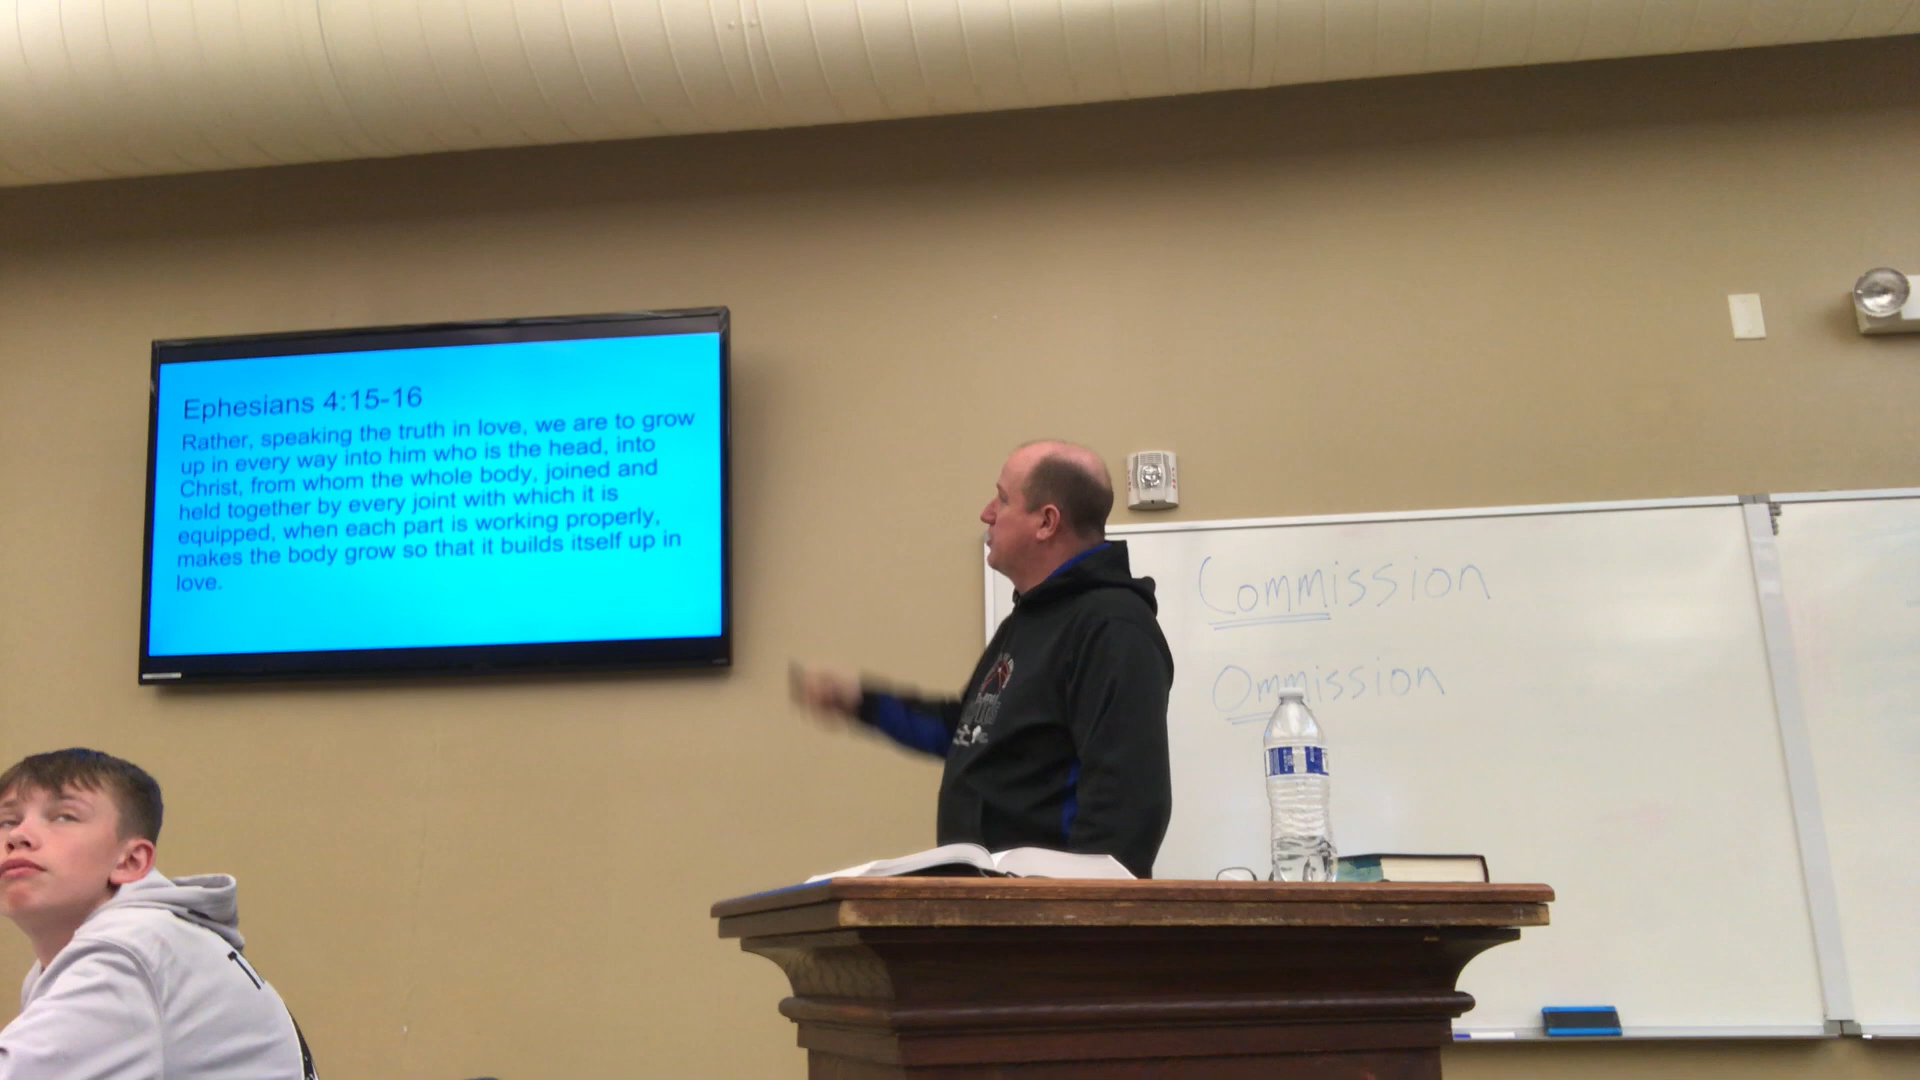 Ephesians 4:15-16
Rather, speaking the truth in love, we are to grow
up in every way into him who is the head, into
Christ, from whom the whole body, joined and
held together by every joint with which it is
equipped, when each part is working properly,
makes the body grow so that it builds itself up in
love.
Commission
Ommission